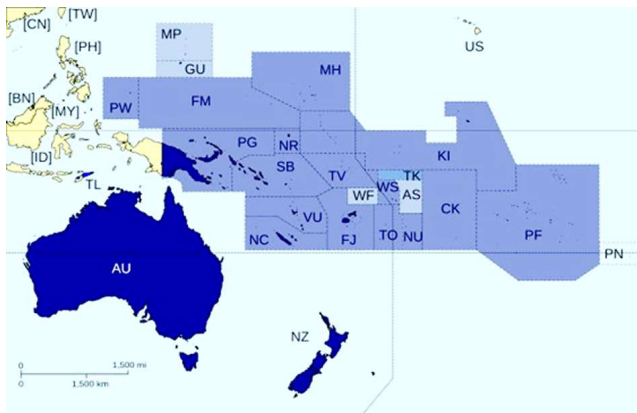 [CN]
[TW]
MP
US
[PH]
GU
MH
[BN]
[MY]
PW
FM
PG
NR
KI
[ID]
SB
TV
TK
TL
WS
WF
AS
VU
CK
NC
FJ
TO
NU
PF
PN
AU
NZ
0
1,500 mi
0
1,500 km